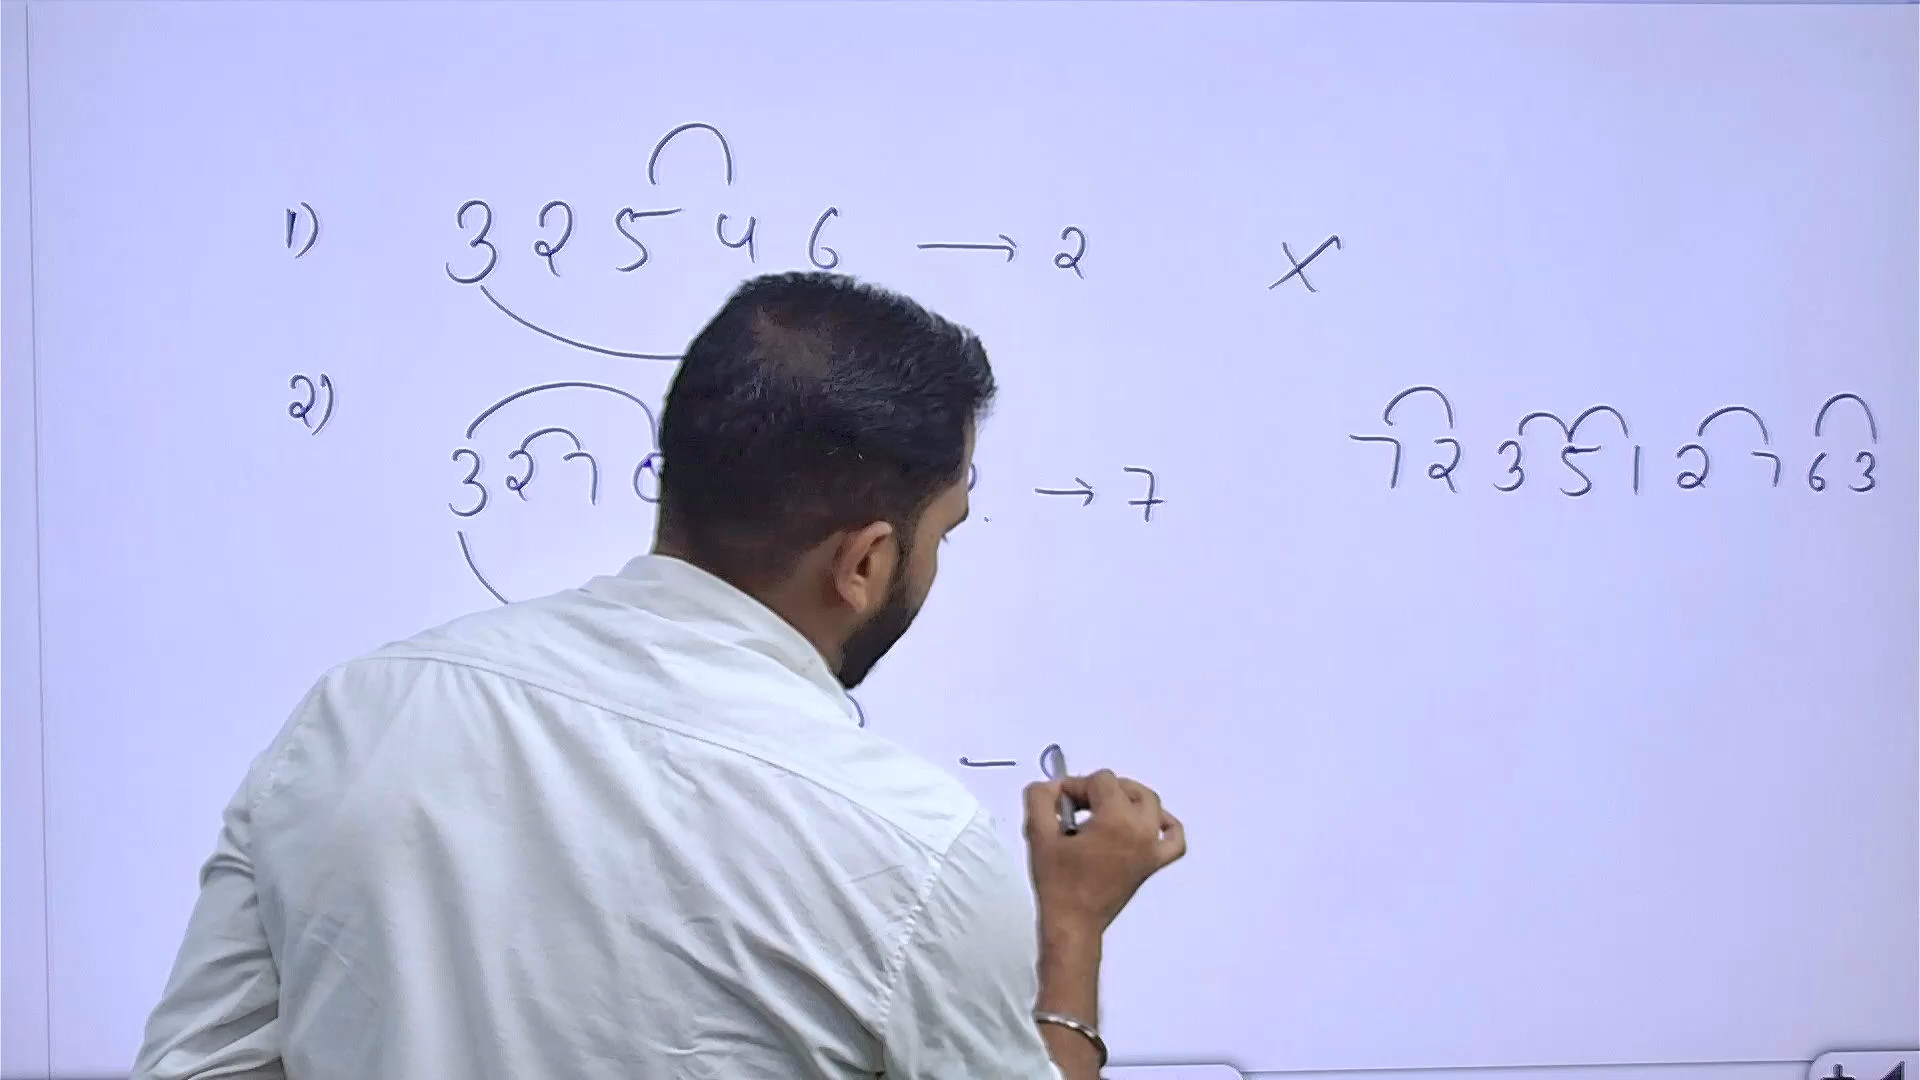 1) 3 2 5 4 6 → 2 X
2) 3 2 7 → 7
7 2 3 5 1 2 7 6 3
–